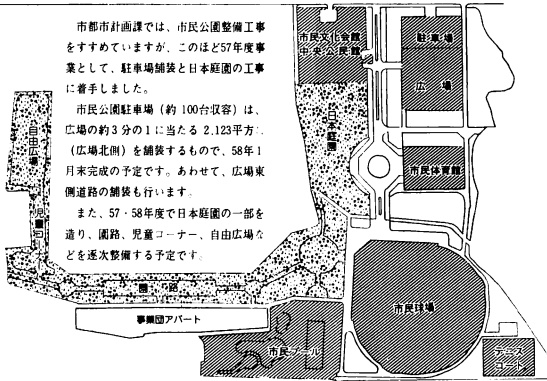 市都市計画課では、市民公園整備工事
をすすめていますが、このほど57年度事
業として、駐車場舗装と日本庭園の工事
に着手しました。
市民公園駐車場（約100台収容）は、
広場の約3分の1に当たる2,123平方
（広場北側）を舗装するもので、58年1
月末完成の予定です。あわせて、広場東
側道路の舗装も行います。
また、57・58年度で日本庭園の一部を
造り、園路、児童コーナー、自由広場な
どを逐次整備する予定です。
市民文化会館
中央公民館
駐車場
広場
日本庭園
自由広場
市民体育館
児童コー
園路
事業団アパート
市民球場
市民プール
テニス
コート